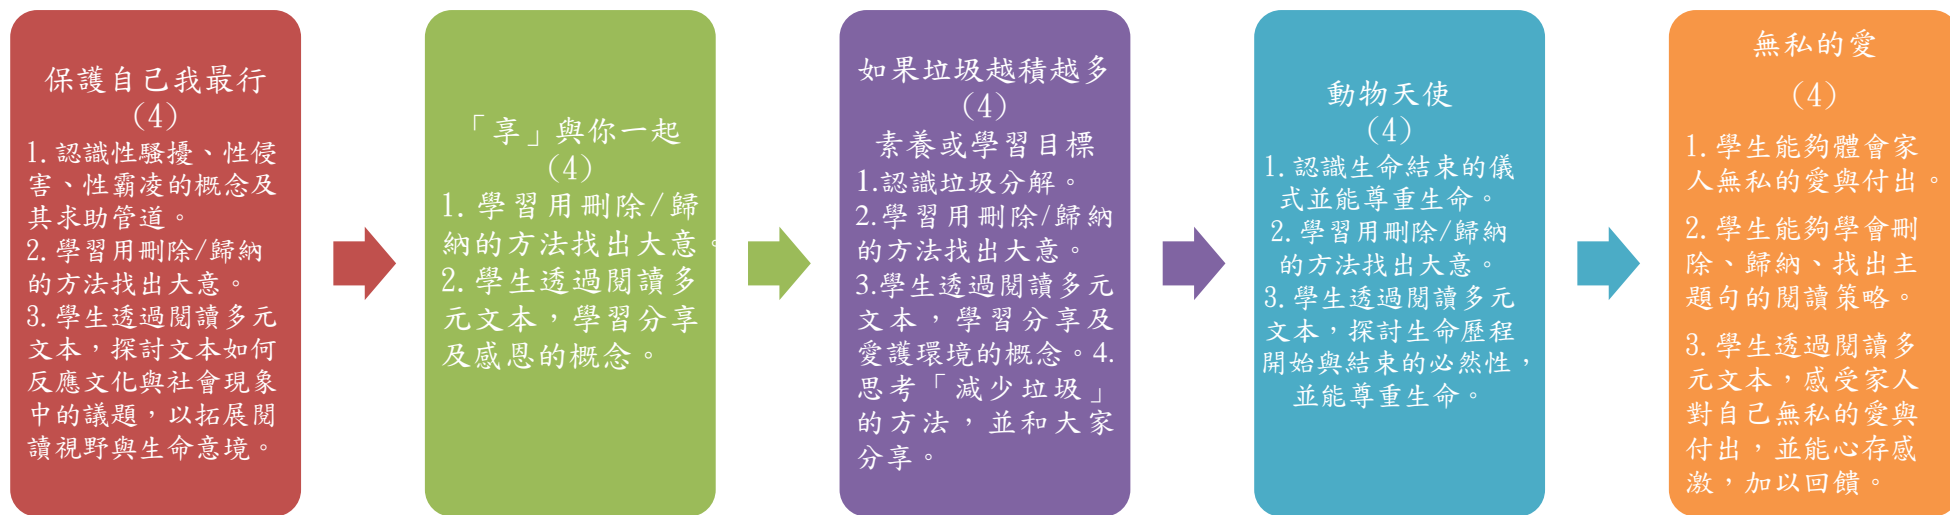 保護自己我最行
(4)
1. 認識性騷擾、性侵
害、性霸凌的概念及
其求助管道。
2. 學習用刪除/歸納
的方法找出大意。
3. 學生透過閱讀多元
文本，探討文本如何
反應文化與社會現象
中的議題，以拓展閱
讀視野與生命意境。
「享」與你一起
(4)
1. 學習用刪除/歸
納的方法找出大意。
2. 學生透過閱讀多
元文本，學習分享
及感恩的概念。
如果垃圾越積越多
(4)
素養或學習目標
1.認識垃圾分解。
2.學習用刪除/歸納
的方法找出大意。
3.學生透過閱讀多元
文本，學習分享及
愛護環境的概念。4.
思考「減少垃圾」
的方法，並和大家
分享。
動物天使
(4)
1. 認識生命結束的儀
式並能尊重生命。
2. 學習用刪除/歸納
的方法找出大意。
3. 學生透過閱讀多元
文本，探討生命歷程
開始與結束的必然性，
並能尊重生命。
無私的愛
(4)
1. 學生能夠體會家
人無私的愛與付出。
2. 學生能夠學會刪
除、歸納、找出主
題句的閱讀策略。
3. 學生透過閱讀多
元文本，感受家人
對自己無私的愛與
付出，並能心存感
激，加以回饋。